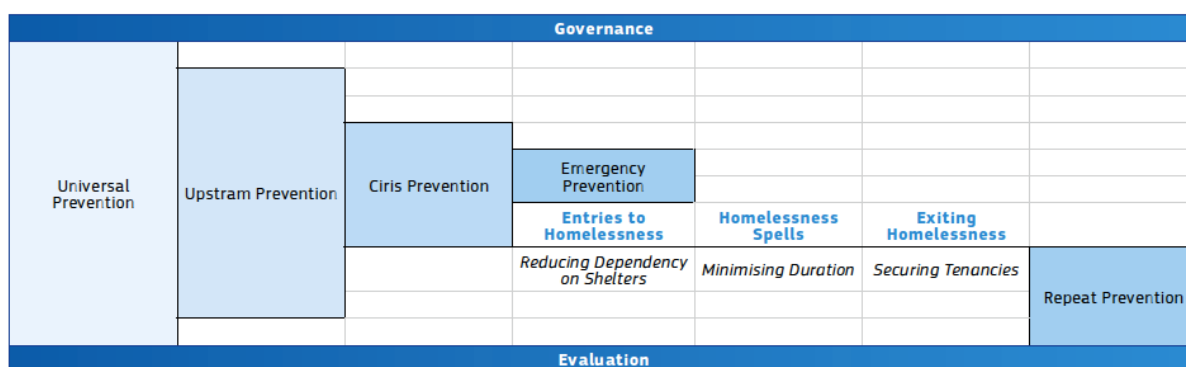 Governance
Universal
Prevention
Upstram Prevention
Ciris Prevention
Emergency
Prevention
Entries to
Homelessness
Homelessness
Spells
Exiting
Homelessness
Reducing Dependency
on Shelters
Minimising Duration
Securing Tenancies
Repeat Prevention
Evaluation